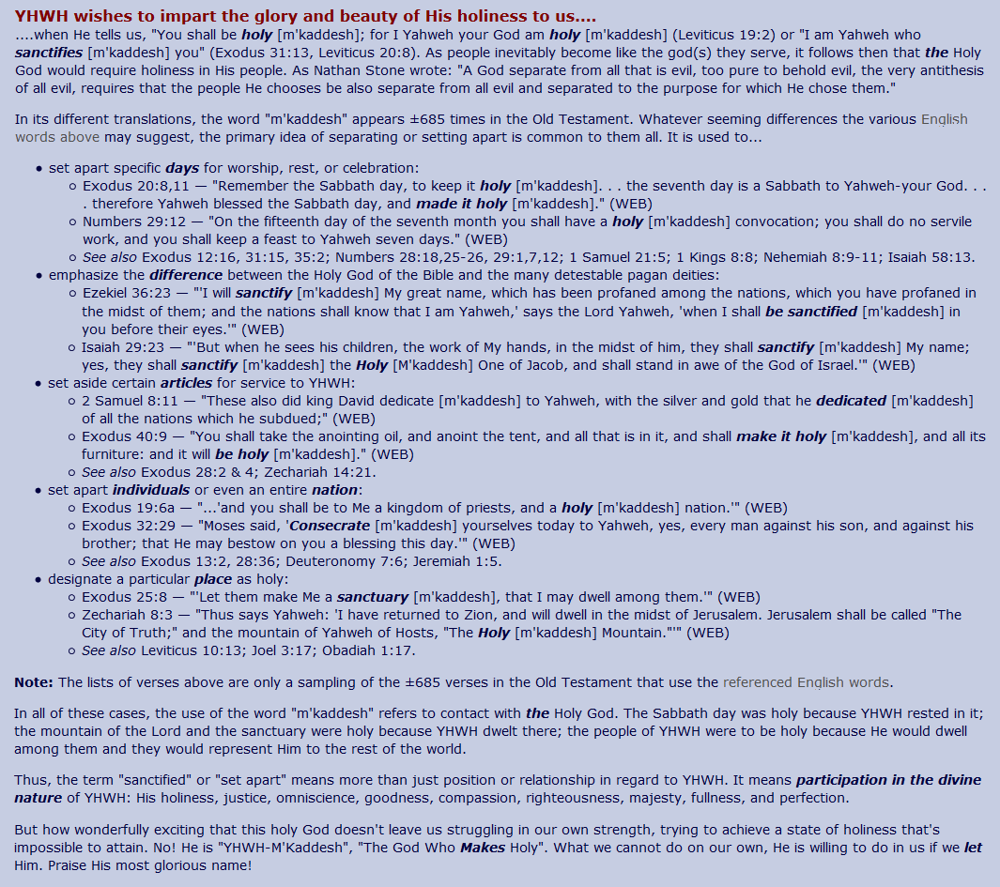 YHWH wishes to impart the glory and beauty of His holiness to us....
....when He tells us, "You shall be holy [m'kaddesh]; for I Yahweh your God am holy [m'kaddesh] (Leviticus 19:2) or "I am Yahweh who
sanctifies [m'kaddesh] you" (Exodus 31:13, Leviticus 20:8). As people inevitably become like the god(s) they serve, it follows then that the Holy
God would require holiness in His people. As Nathan Stone wrote: "A God separate from all that is evil, too pure to behold evil, the very antithesis
of all evil, requires that the people He chooses be also separate from all evil and separated to the purpose for which He chose them."
In its different translations, the word "m'kaddesh" appears ±685 times in the Old Testament. Whatever seeming differences the various English
words above may suggest, the primary idea of separating or setting apart is common to them all. It is used to...
• set apart specific days for worship, rest, or celebration:
○ Exodus 20:8,11 — "Remember the Sabbath day, to keep it holy [m'kaddesh]. . . the seventh day is a Sabbath to Yahweh-your God. . .
. therefore Yahweh blessed the Sabbath day, and made it holy [m'kaddesh]." (WEB)
○ Numbers 29:12 — "On the fifteenth day of the seventh month you shall have a holy [m'kaddesh] convocation; you shall do no servile
work, and you shall keep a feast to Yahweh seven days." (WEB)
○ See also Exodus 12:16, 31:15, 35:2; Numbers 28:18,25-26, 29:1,7,12; 1 Samuel 21:5; 1 Kings 8:8; Nehemiah 8:9-11; Isaiah 58:13.
• emphasize the difference between the Holy God of the Bible and the many detestable pagan deities:
○ Ezekiel 36:23 — "'I will sanctify [m'kaddesh] My great name, which has been profaned among the nations, which you have profaned in
the midst of them; and the nations shall know that I am Yahweh,' says the Lord Yahweh, 'when I shall be sanctified [m'kaddesh] in
you before their eyes.'" (WEB)
○ Isaiah 29:23 — "'But when he sees his children, the work of My hands, in the midst of him, they shall sanctify [m'kaddesh] My name;
yes, they shall sanctify [m'kaddesh] the Holy [M'kaddesh] One of Jacob, and shall stand in awe of the God of Israel.'" (WEB)
• set aside certain articles for service to YHWH:
○ 2 Samuel 8:11 — "These also did king David dedicate [m'kaddesh] to Yahweh, with the silver and gold that he dedicated [m'kaddesh]
of all the nations which he subdued;" (WEB)
○ Exodus 40:9 — "You shall take the anointing oil, and anoint the tent, and all that is in it, and shall make it holy [m'kaddesh], and all its
furniture: and it will be holy [m'kaddesh]." (WEB)
○ See also Exodus 28:2 & 4; Zechariah 14:21.
• set apart individuals or even an entire nation:
○ Exodus 19:6a — "...'and you shall be to Me a kingdom of priests, and a holy [m'kaddesh] nation.'" (WEB)
○ Exodus 32:29 — "Moses said, 'Consecrate [m'kaddesh] yourselves today to Yahweh, yes, every man against his son, and against his
brother; that He may bestow on you a blessing this day.'" (WEB)
○ See also Exodus 13:2, 28:36; Deuteronomy 7:6; Jeremiah 1:5.
• designate a particular place as holy:
○ Exodus 25:8 — "'Let them make Me a sanctuary [m'kaddesh], that I may dwell among them.'" (WEB)
○ Zechariah 8:3 — "Thus says Yahweh: 'I have returned to Zion, and will dwell in the midst of Jerusalem. Jerusalem shall be called "The
City of Truth;" and the mountain of Yahweh of Hosts, "The Holy [m'kaddesh] Mountain."'" (WEB)
○ See also Leviticus 10:13; Joel 3:17; Obadiah 1:17.
Note: The lists of verses above are only a sampling of the ±685 verses in the Old Testament that use the referenced English words.
In all of these cases, the use of the word "m'kaddesh" refers to contact with the Holy God. The Sabbath day was holy because YHWH rested in it;
the mountain of the Lord and the sanctuary were holy because YHWH dwelt there; the people of YHWH were to be holy because He would dwell
among them and they would represent Him to the rest of the world.
Thus, the term "sanctified" or "set apart" means more than just position or relationship in regard to YHWH. It means participation in the divine
nature of YHWH: His holiness, justice, omniscience, goodness, compassion, righteousness, majesty, fullness, and perfection.
But how wonderfully exciting that this holy God doesn't leave us struggling in our own strength, trying to achieve a state of holiness that's
impossible to attain. No! He is "YHWH-M'Kaddesh", "The God Who Makes Holy". What we cannot do on our own, He is willing to do in us if we let
Him. Praise His most glorious name!